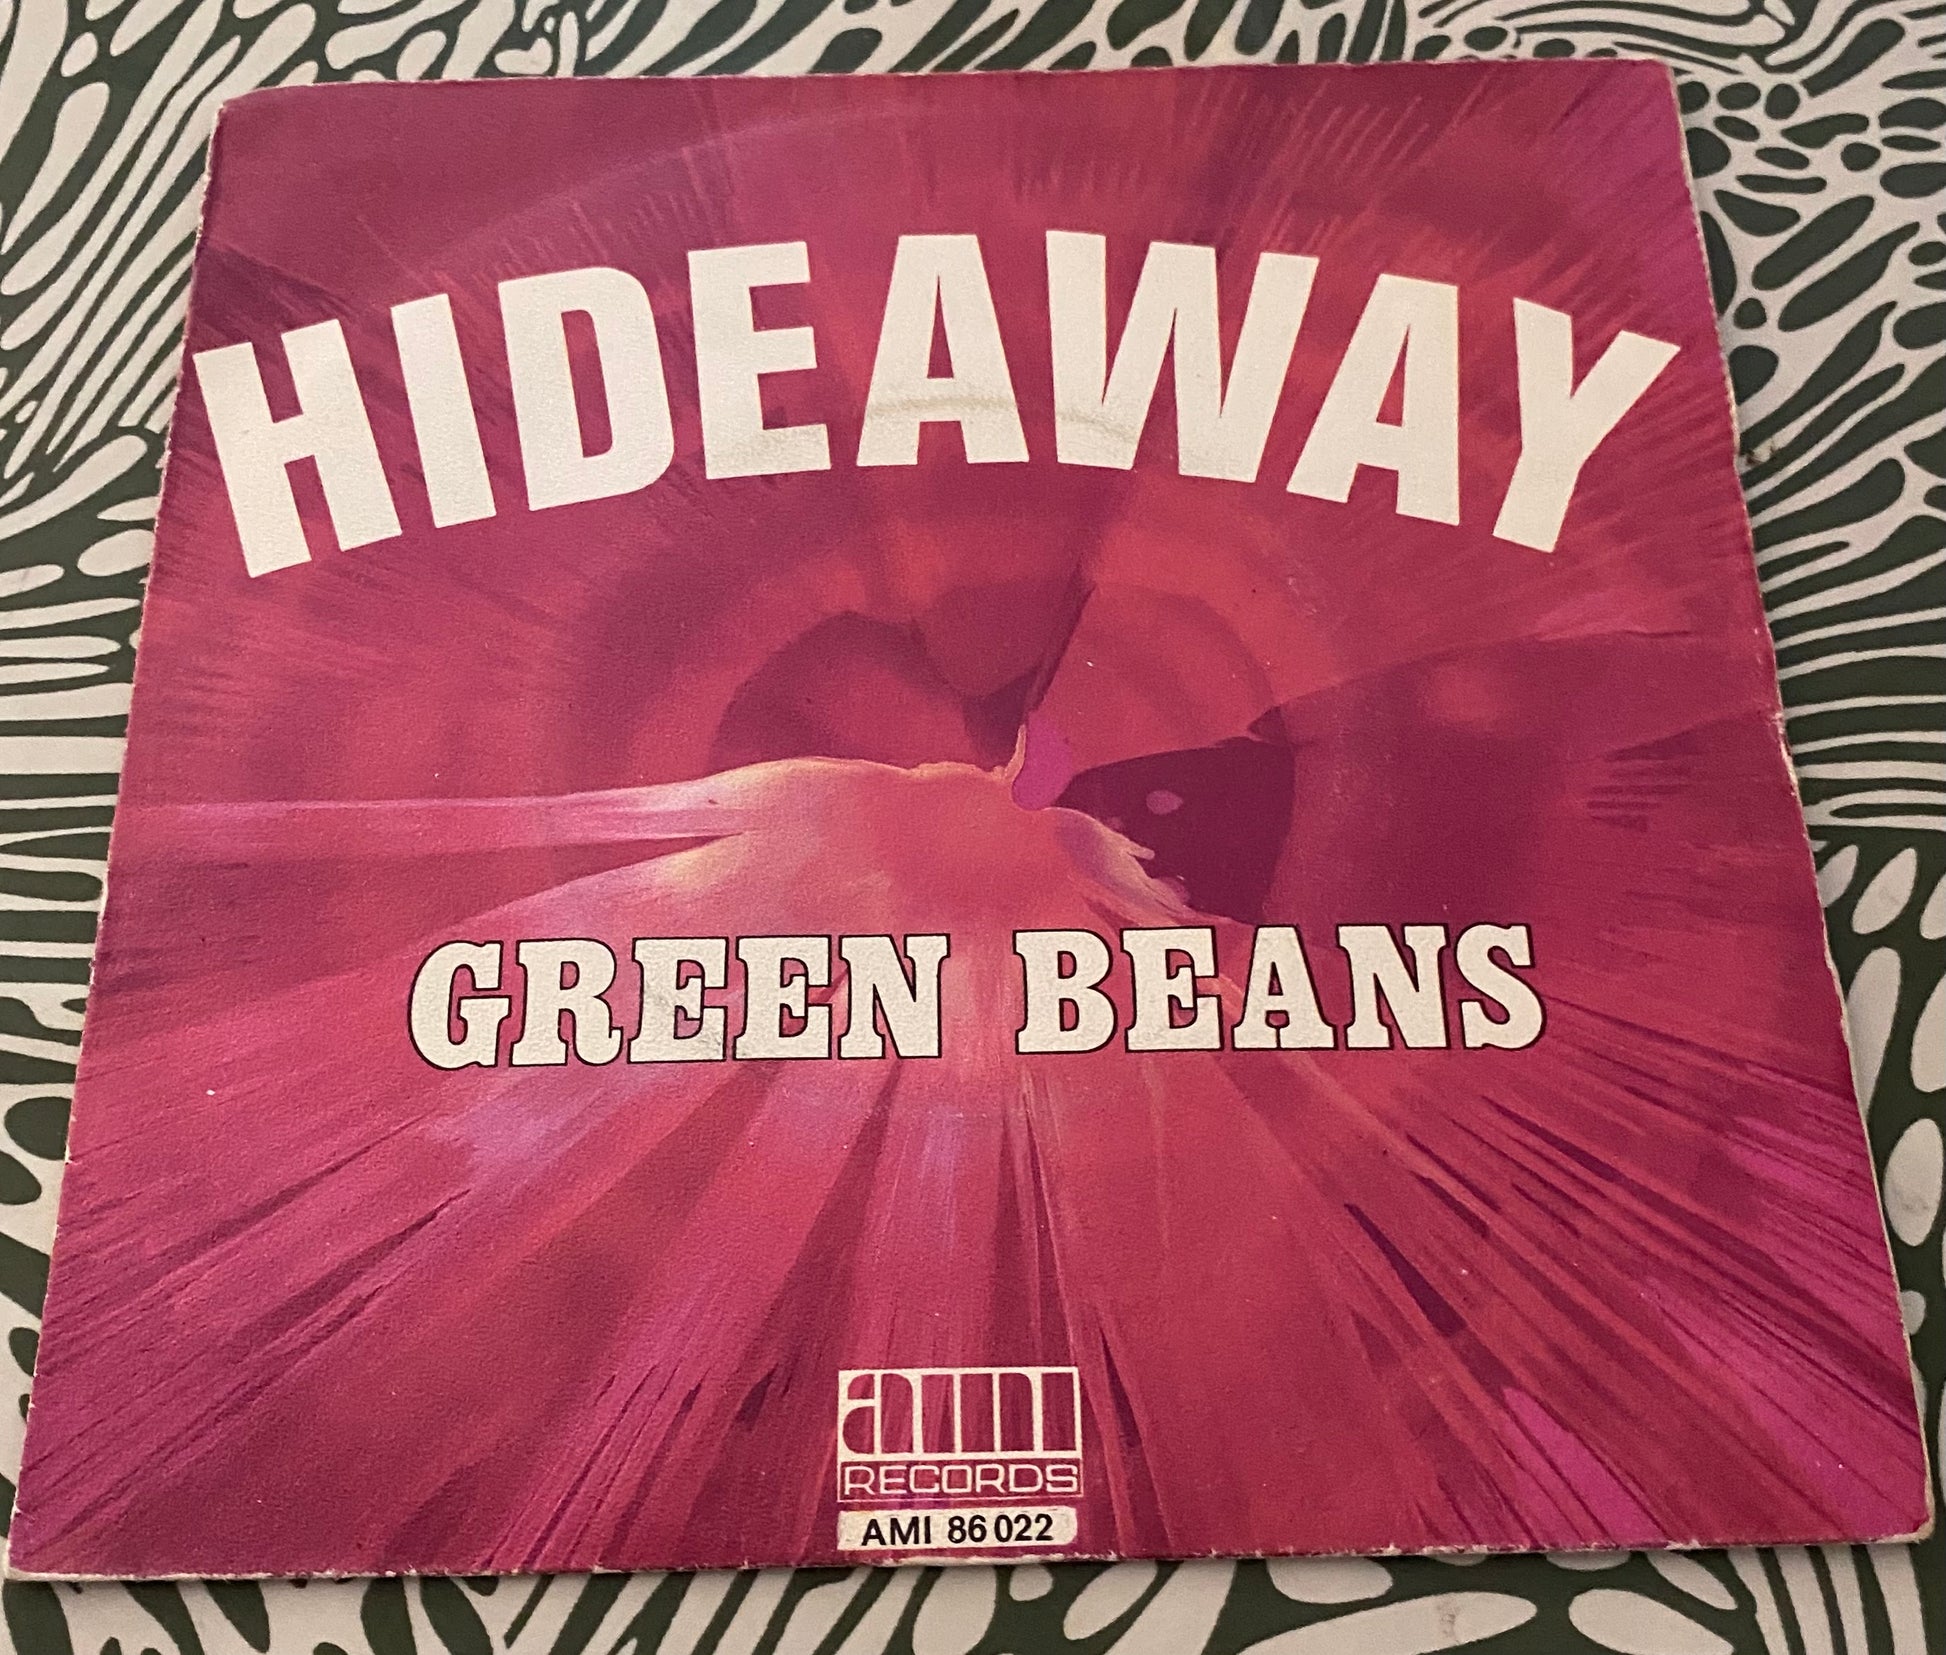 HIDEAWAY
GREEN BEANS
ami
RECORDS
AMI 86 022